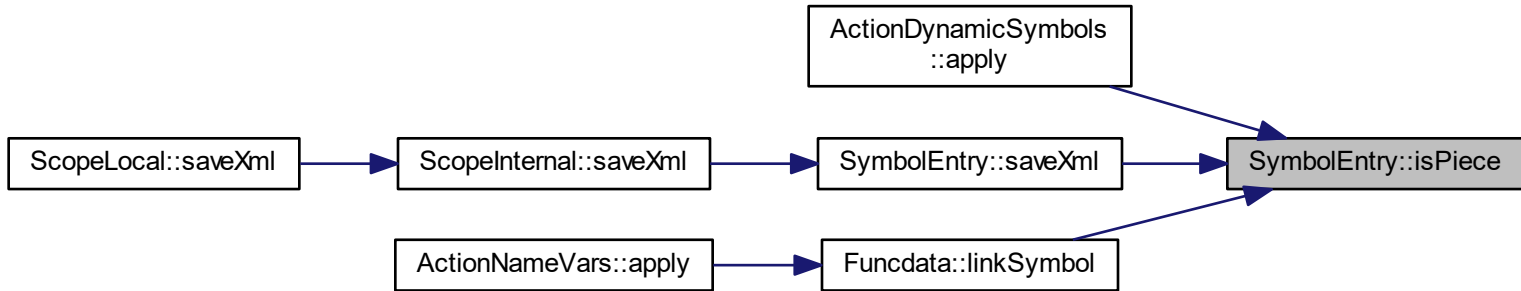 ActionDynamicSymbols
::apply
ScopeLocal::saveXml
ScopeInternal::saveXml
SymbolEntry::saveXml
SymbolEntry::isPiece
ActionNameVars::apply
Funcdata::linkSymbol